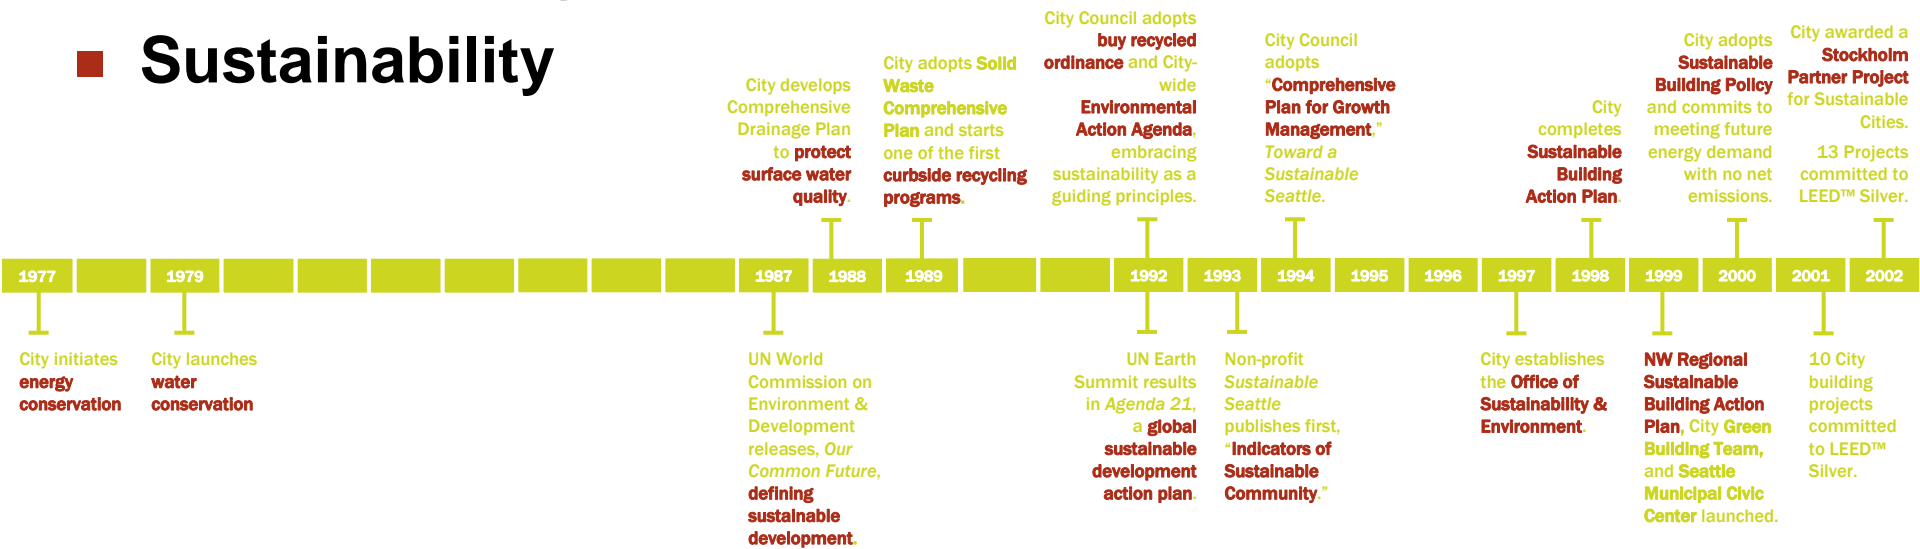 Sustainability
City develops
Comprehensive
Drainage Plan
to protect
surface water
quality.
City adopts Solid
Waste
Comprehensive
Plan and starts
one of the first
curbside recycling
programs.
City Council adopts
buy recycled
ordinance and City-
wide
Environmental
Action Agenda,
embracing
sustainability as a
guiding principles.
City Council
adopts
“Comprehensive
Plan for Growth
Management,”
Toward a
Sustainable
Seattle.
City
completes
Sustainable
Building
Action Plan.
City adopts
Sustainable
Building Policy
and commits to
meeting future
energy demand
with no net
emissions.
City awarded a
Stockholm
Partner Project
for Sustainable
Cities.
13 Projects
committed to
LEED™ Silver.
1977 1979 1987 1988 1989 1992 1993 1994 1995 1996 1997 1998 1999 2000 2001 2002
City initiates
energy
conservation
City launches
water
conservation
UN World
Commission on
Environment &
Development
releases, Our
Common Future,
defining
sustainable
development.
UN Earth
Summit results
in Agenda 21,
a global
sustainable
development
action plan.
Non-profit
Sustainable
Seattle
publishes first,
“Indicators of
Sustainable
Community.”
City establishes
the Office of
Sustainability &
Environment.
NW Regional
Sustainable
Building Action
Plan, City Green
Building Team,
and Seattle
Municipal Civic
Center launched.
10 City
building
projects
committed
to LEED™
Silver.